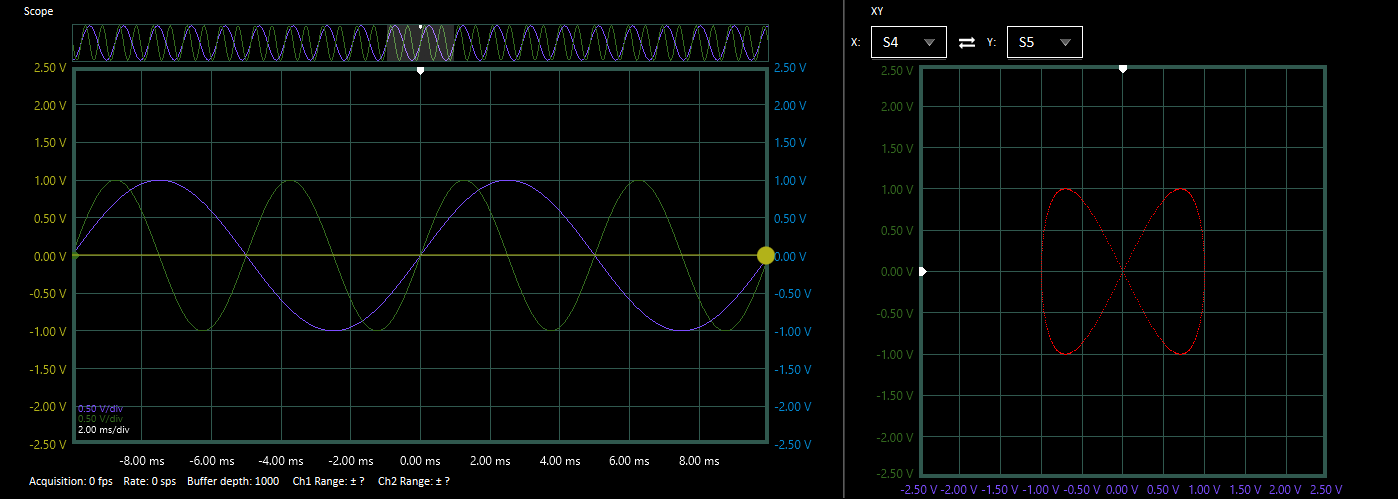 Scope
2.50 V 2.50 V
2.00 V 2.00 V
1.50 V 1.50 V
1.00 V 1.00 V
0.50 V 0.50 V
0.00 V 0.00 V
-0.50 V -0.50 V
-1.00 V -1.00 V
-1.50 V -1.50 V
-2.00 V -2.00 V
-2.50 V -2.50 V
0.50 V/div
0.50 V/div
2.00 ms/div
-8.00 ms -6.00 ms -4.00 ms -2.00 ms 0.00 ms 2.00 ms 4.00 ms 6.00 ms 8.00 ms
Acquisition: 0 fps Rate: 0 sps Buffer depth: 1000 Ch1 Range: ± ? Ch2 Range: ± ?
XY
X: S4 Y: S5
2.50 V
2.00 V
1.50 V
1.00 V
0.50 V
0.00 V
-0.50 V
-1.00 V
-1.50 V
-2.00 V
-2.50 V
-2.50 V -2.00 V -1.50 V -1.00 V -0.50 V 0.00 V 0.50 V 1.00 V 1.50 V 2.00 V 2.50 V